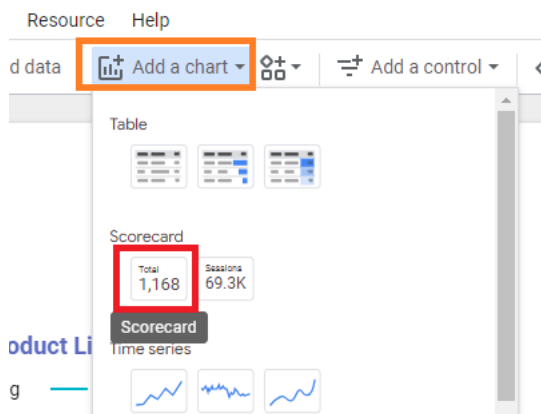 Resource Help
d data Add a chart Add a control
Table
Scorecard
Total Sessions
1,168 69.3K
Scorecard
oduct Li
Time series
g